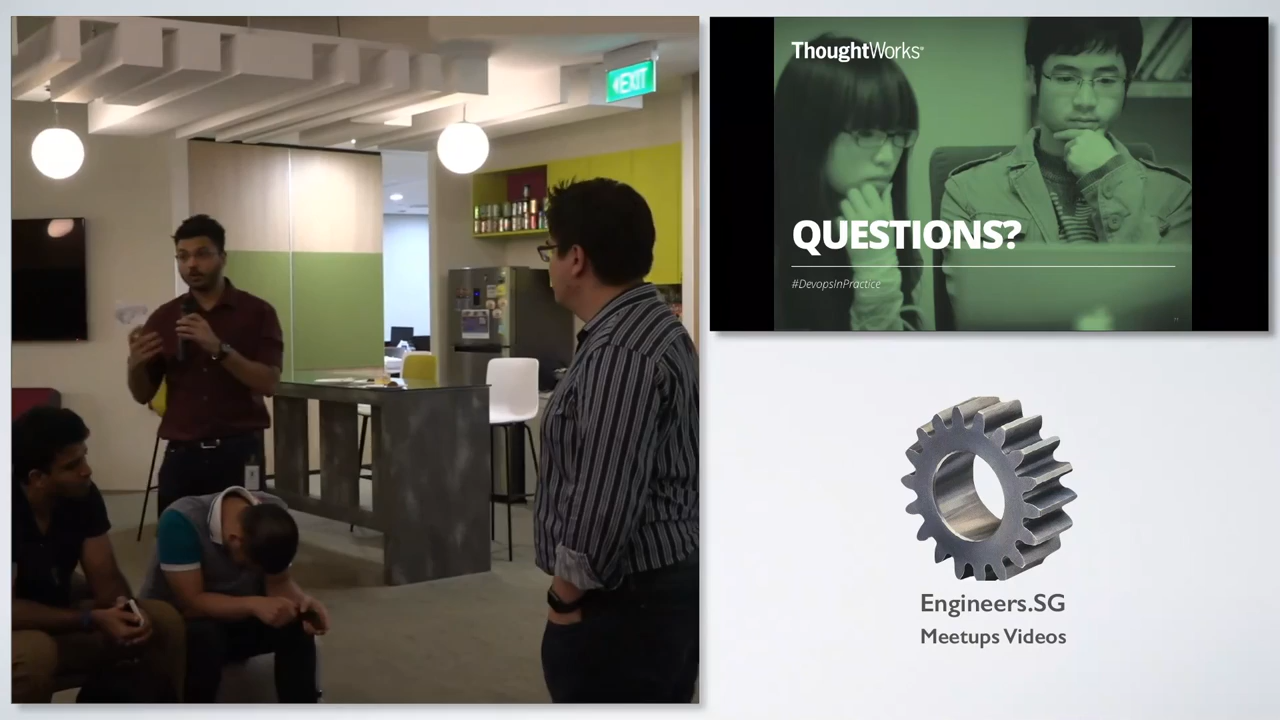 EXIT
ThoughtWorks®
QUESTIONS?
#DevopsInPractice
Engineers.SG
Meetups Videos